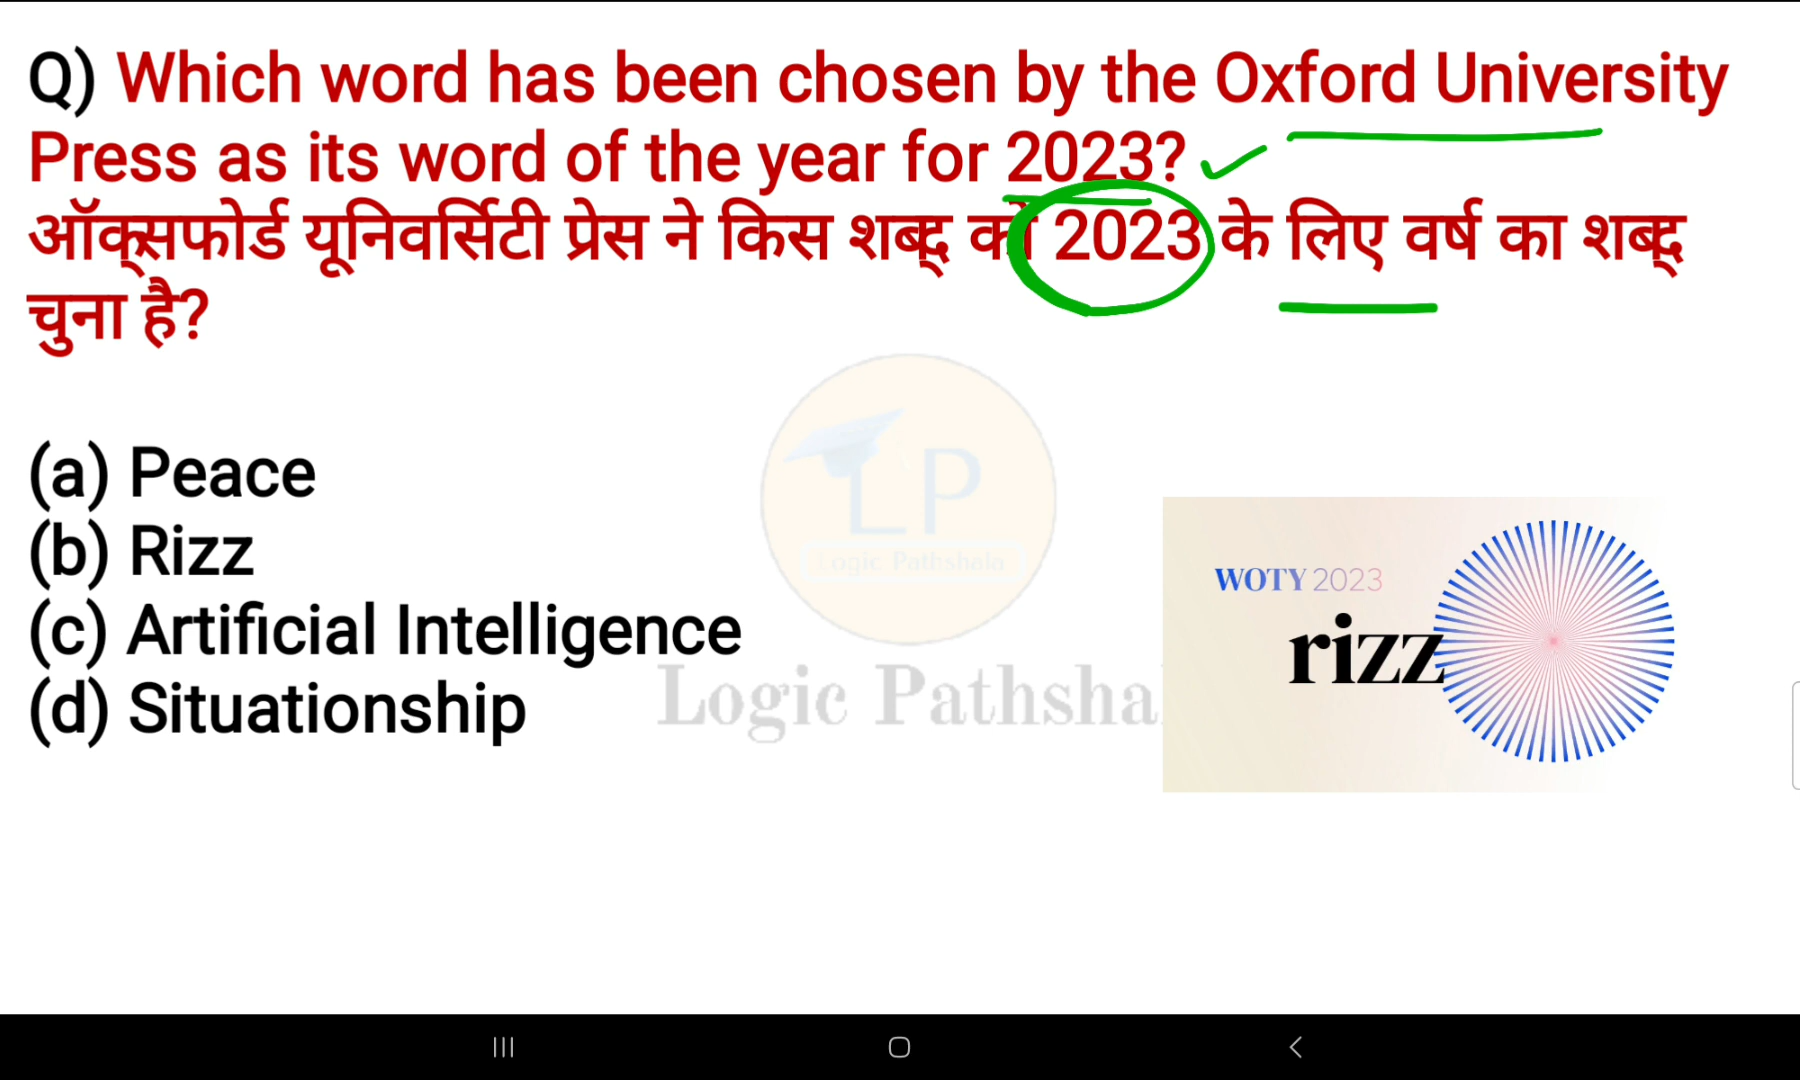 Q) Which word has been chosen by the Oxford University
Press as its word of the year for 2023?
ऑक्सफोर्ड यूनिवर्सिटी प्रेस ने किस शब्द को 2023 के लिए वर्ष का शब्द
चुना है?
(a) Peace
(b) Rizz
(c) Artificial Intelligence
(d) Situationship
LP
Logic Pathshala
Logic Pathsha
WOTY 2023
rizz